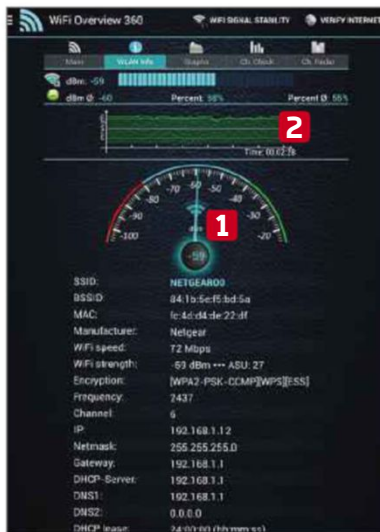 WiFi Overview 360 WIFI SIGNAL STABILITY VERIFY INTERNET
Main WLAN Info Graphs Ch. Check Ch. Finder
dBm: -59
dBm Ø: -60 Percent: 58% Percent Ø: 55%
2
Time: 00:02:28
-100 -90 -80 -70 -60 -50 -40 -30 -20
1
-59
SSID: NETGEAR00
BSSID: 84:1b:5e:f5:bd:5a
MAC: fc:4d:d4:de:22:df
Manufacturer: Netgear
WiFi speed: 72 Mbps
WiFi strength: -59 dBm ••• ASU: 27
Encryption: [WPA2-PSK-CCMP][WPS][ESS]
Frequency: 2437
Channel: 6
IP: 192.168.1.12
Netmask: 255.255.255.0
Gateway: 192.168.1.1
DHCP-Server: 192.168.1.1
DNS1: 192.168.1.1
DNS2: 0.0.0.0
DHCP lease: 24:00:00 (hh:mm:ss)